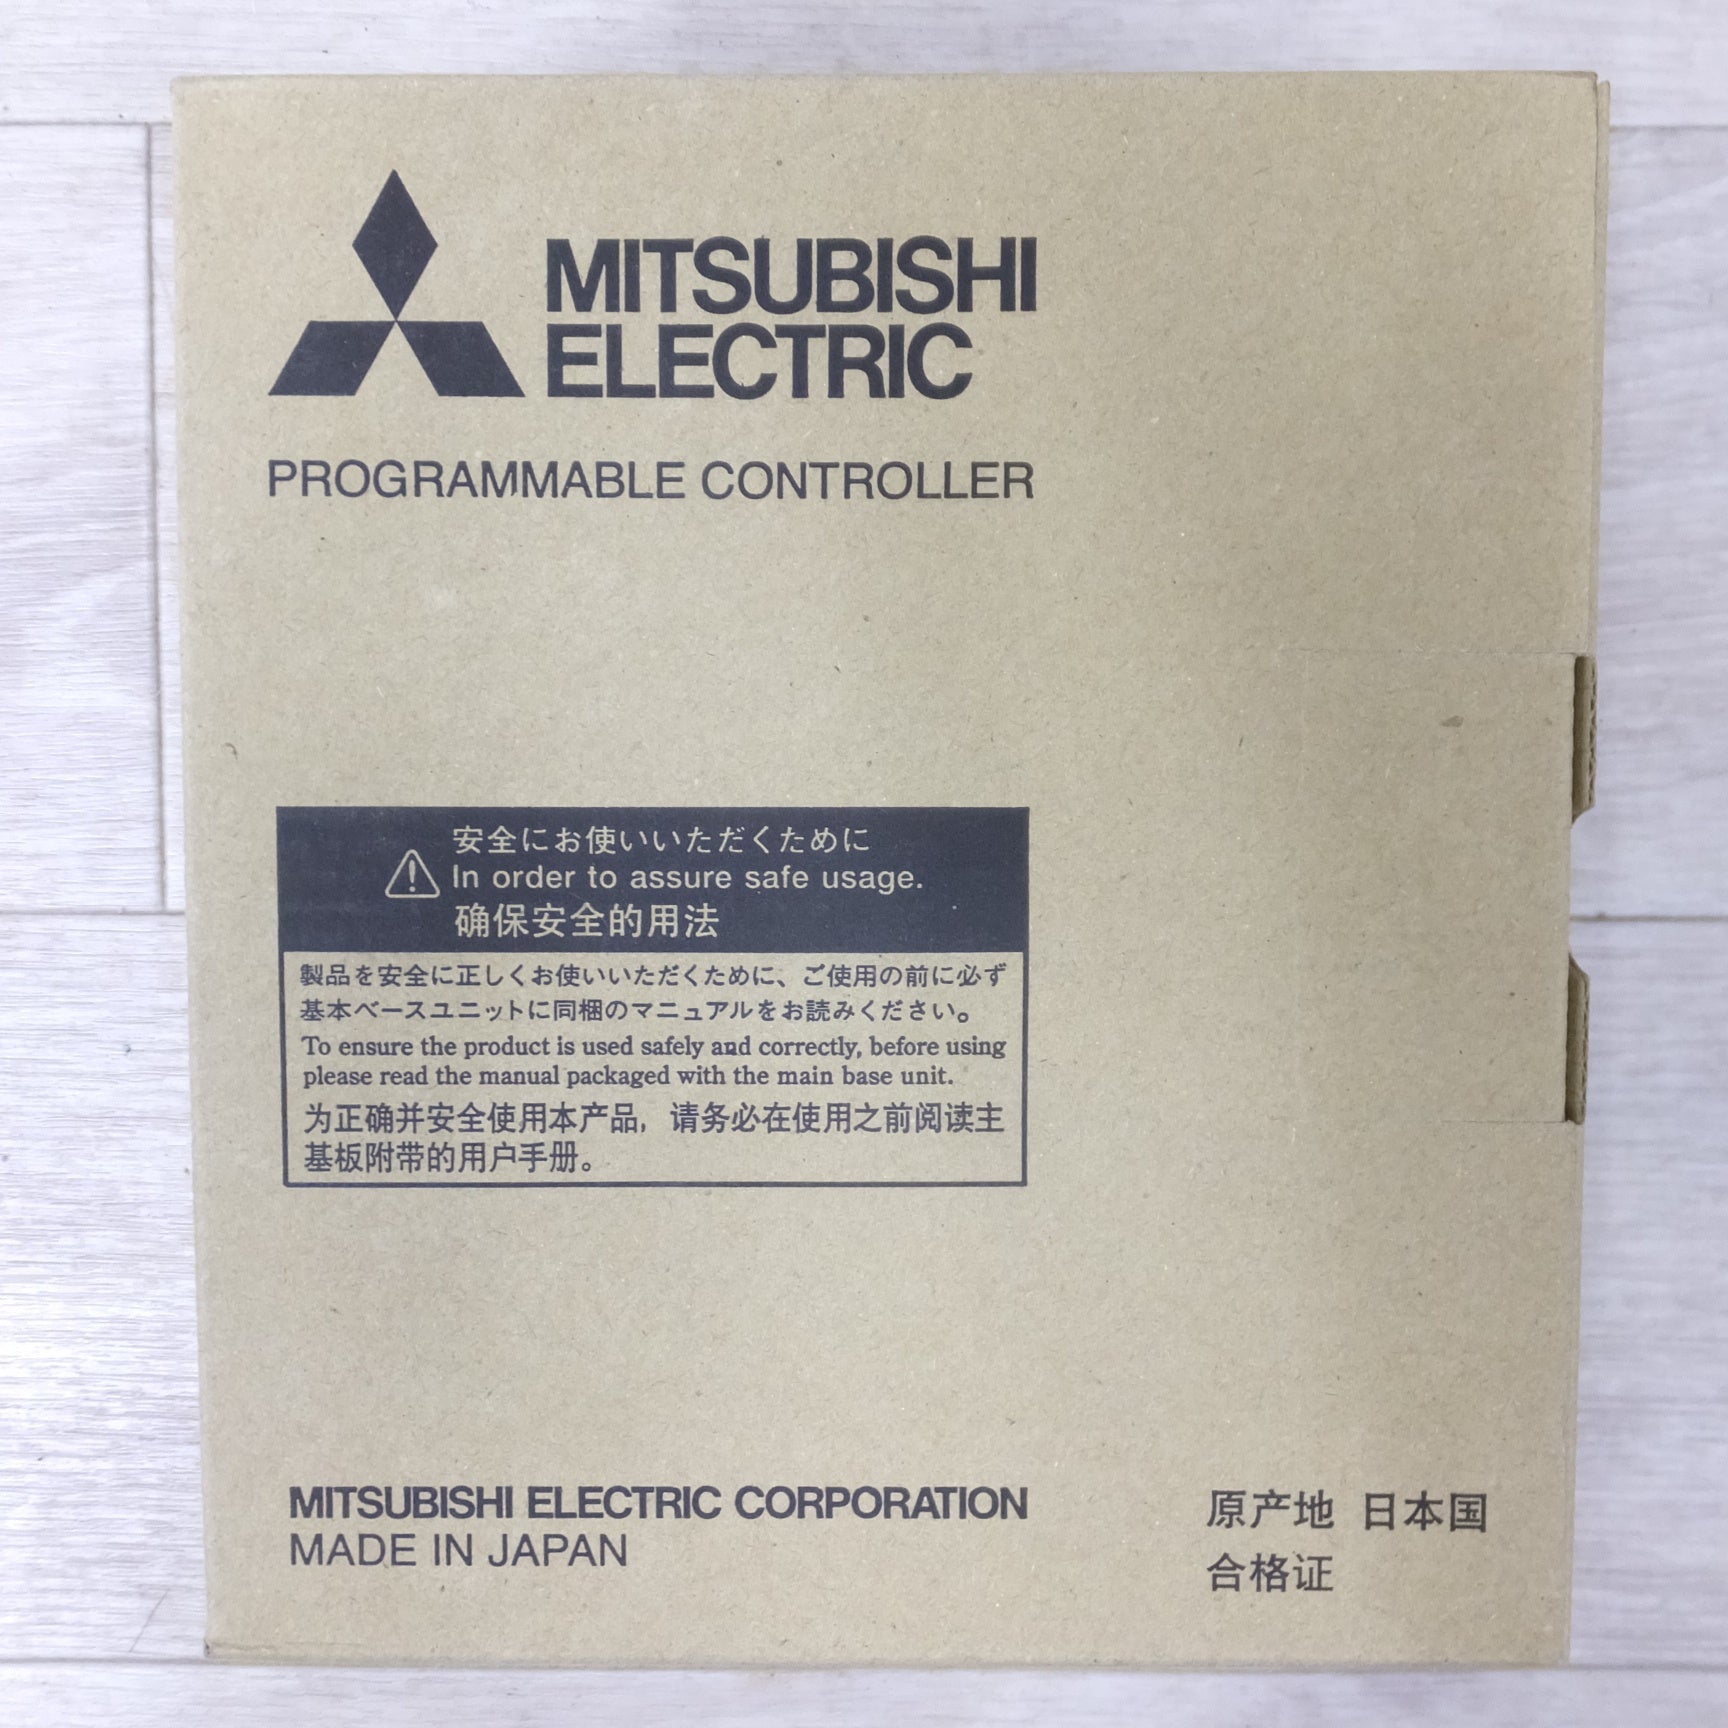 MITSUBISHI
ELECTRIC
PROGRAMMABLE CONTROLLER
安全にお使いいただくために
In order to assure safe usage.
确保安全的用法
製品を安全に正しくお使いいただくために、ご使用の前に必ず
基本ベースユニットに同梱のマニュアルをお読みください。
To ensure the product is used safely and correctly, before using
please read the manual packaged with the main base unit.
为正确并安全使用本产品，请务必在使用之前阅读主
基板附带的用户手册。
MITSUBISHI ELECTRIC CORPORATION
MADE IN JAPAN
原产地 日本国
合格证